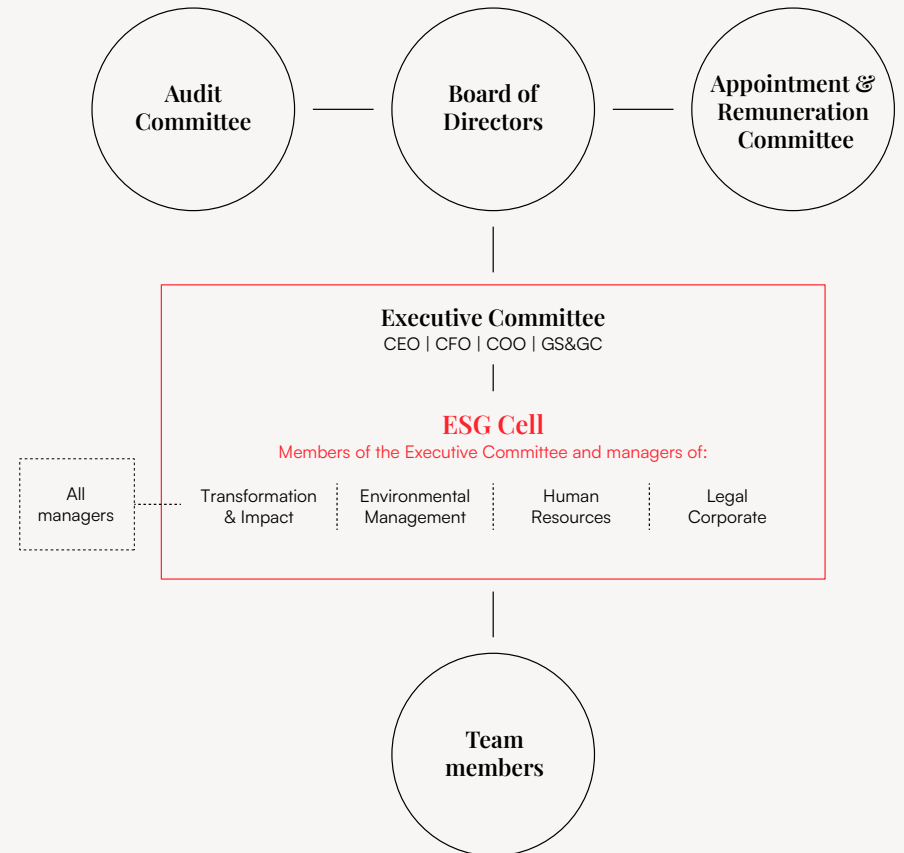 Audit
Committee
Board of
Directors
Appointment &
Remuneration
Committee
Executive Committee
CEO | CFO | COO | GS&GC
ESG Cell
Members of the Executive Committee and managers of:
All
managers
Transformation
& Impact
Environmental
Management
Human
Resources
Legal
Corporate
Team
members